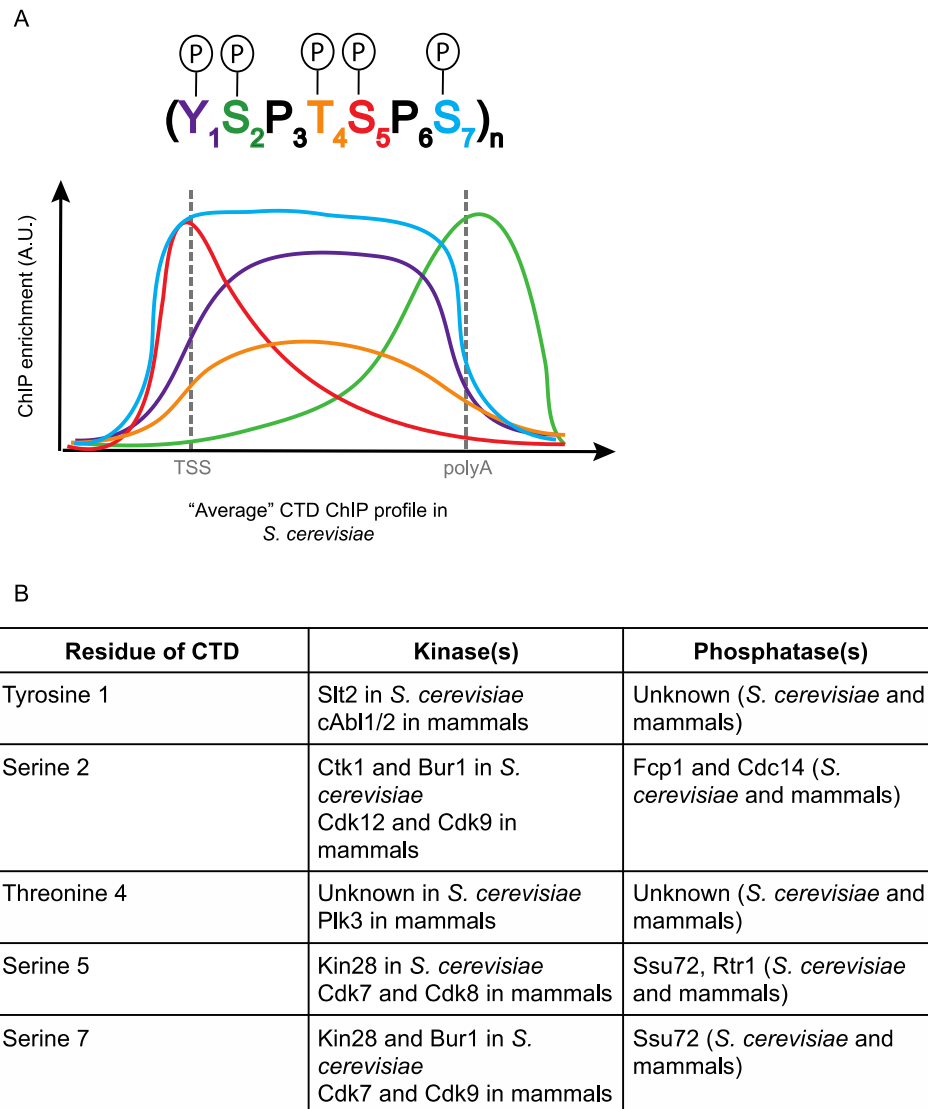 A
P P P P P
(Y1S2P3T4S5P6S7)n
ChIP enrichment (A.U.)
TSS
polyA
“Average” CTD ChIP profile in
S. cerevisiae
B
Residue of CTD Kinase(s) Phosphatase(s)
Tyrosine 1
Slt2 in S. cerevisiae
cAbl1/2 in mammals
Unknown (S. cerevisiae and
mammals)
Serine 2
Ctk1 and Bur1 in S.
cerevisiae
Cdk12 and Cdk9 in
mammals
Fcp1 and Cdc14 (S.
cerevisiae and mammals)
Threonine 4
Unknown in S. cerevisiae
Plk3 in mammals
Unknown (S. cerevisiae and
mammals)
Serine 5
Kin28 in S. cerevisiae
Cdk7 and Cdk8 in mammals
Ssu72, Rtr1 (S. cerevisiae
and mammals)
Serine 7
Kin28 and Bur1 in S.
cerevisiae
Cdk7 and Cdk9 in mammals
Ssu72 (S. cerevisiae and
mammals)